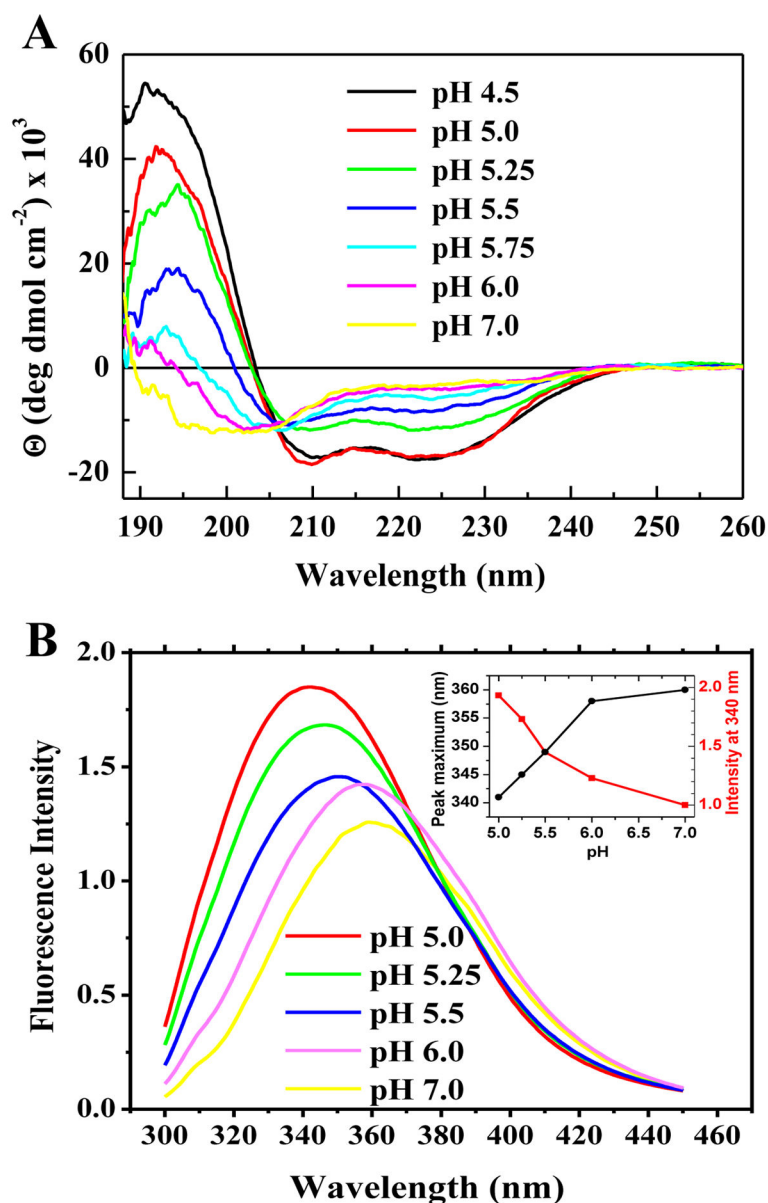 A
Θ (deg dmol cm-2) x 103
60
40
20
0
-20
pH 4.5
pH 5.0
pH 5.25
pH 5.5
pH 5.75
pH 6.0
pH 7.0
190 200 210 220 230 240 250 260
Wavelength (nm)
B
Fluorescence Intensity
2.0
1.5
1.0
0.5
0.0
Peak maximum (nm)
360
355
350
345
340
2.0
1.5
1.0
Intensity at 340 nm
5.0 5.5 6.0 6.5 7.0
pH
pH 5.0
pH 5.25
pH 5.5
pH 6.0
pH 7.0
300 320 340 360 380 400 420 440 460
Wavelength (nm)